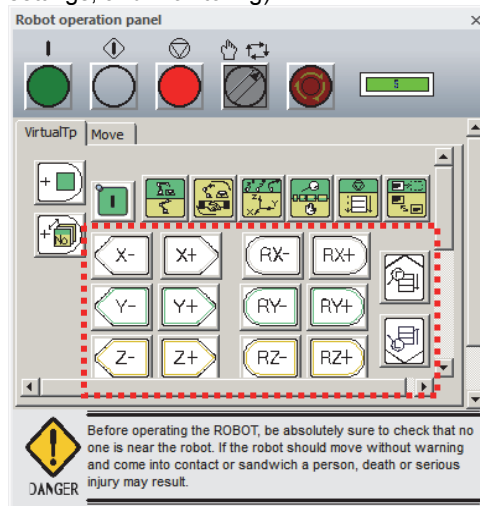 Robot operation panel
VirtualTp Move
X- X+ RX- RX+
Y- Y+ RY- RY+
Z- Z+ RZ- RZ+
No
Before operating the ROBOT, be absolutely sure to check that no
one is near the robot. If the robot should move without warning
and come into contact or sandwich a person, death or serious
injury may result.
DANGER